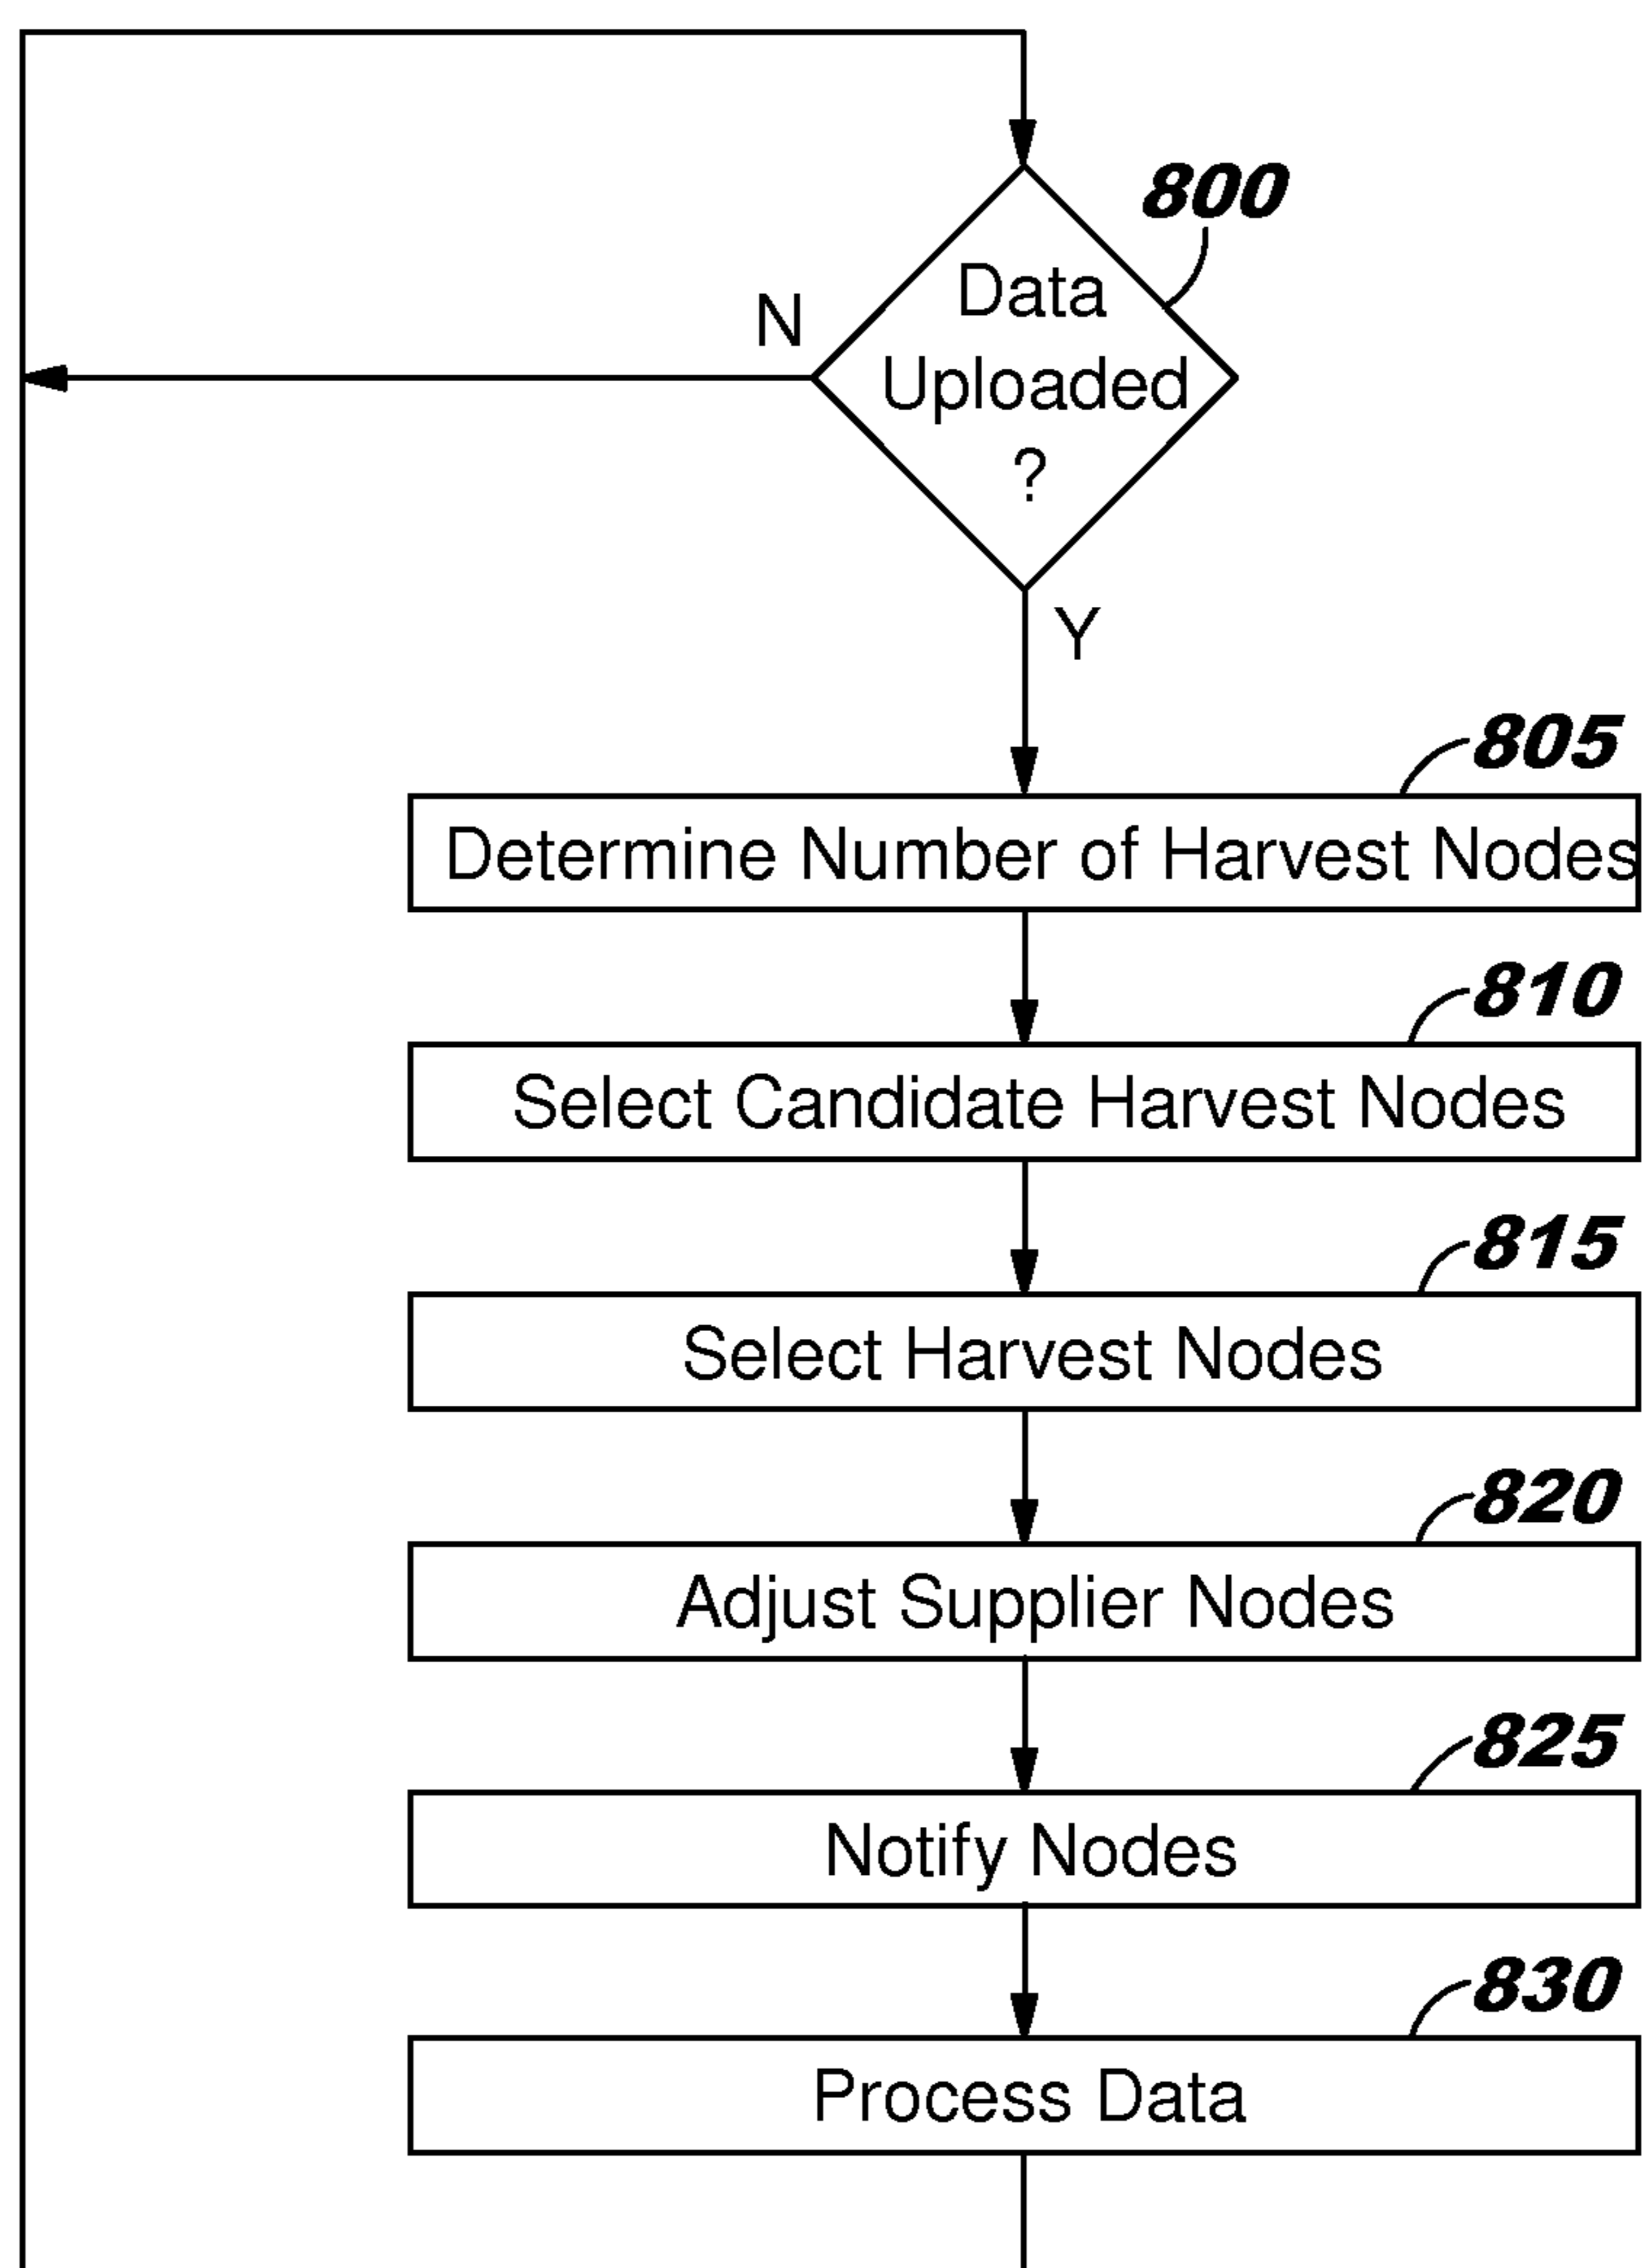 800
Data
Uploaded
?
N
Y
805
Determine Number of Harvest Nodes
810
Select Candidate Harvest Nodes
815
Select Harvest Nodes
820
Adjust Supplier Nodes
825
Notify Nodes
830
Process Data